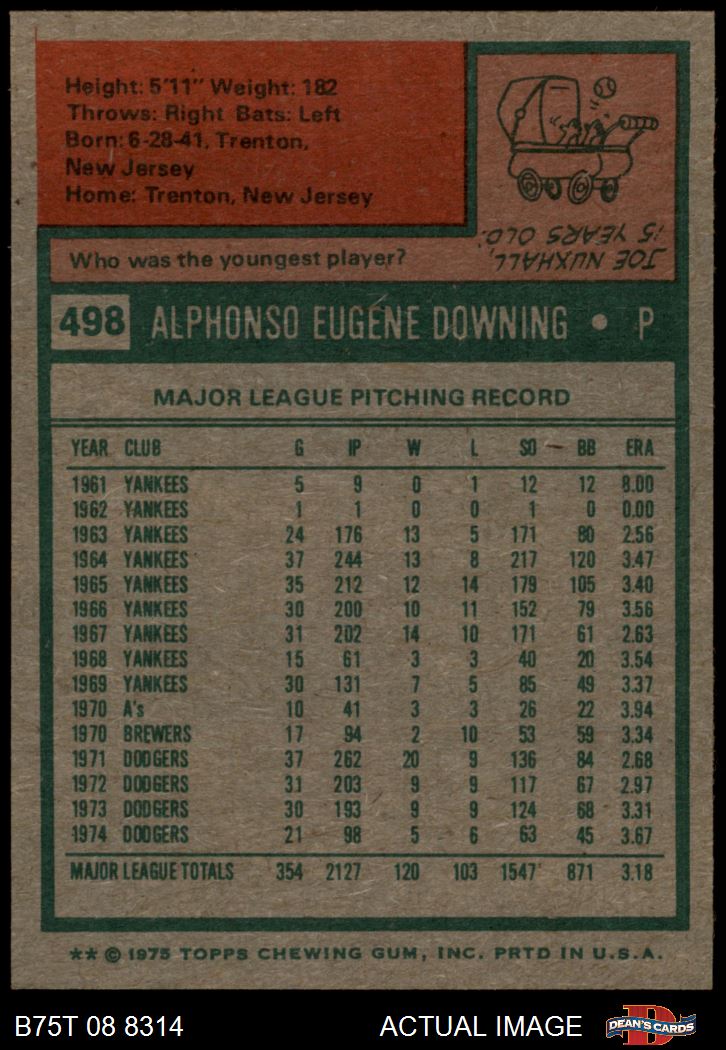 Height: 5'11" Weight: 182
Throws: Right Bats: Left
Born: 6-28-41, Trenton,
New Jersey
Home: Trenton, New Jersey
Who was the youngest player?
JOE NUXHALL,
15 YEARS OLD.
498 ALPHONSO EUGENE DOWNING • P
MAJOR LEAGUE PITCHING RECORD
YEAR CLUB G IP W L SO BB ERA
1961 YANKEES 5 9 0 1 12 12 8.00
1962 YANKEES 1 1 0 0 1 0 0.00
1963 YANKEES 24 176 13 5 171 80 2.56
1964 YANKEES 37 244 13 8 217 120 3.47
1965 YANKEES 35 212 12 14 179 105 3.40
1966 YANKEES 30 200 10 11 152 79 3.56
1967 YANKEES 31 202 14 10 171 61 2.63
1968 YANKEES 15 61 3 3 40 20 3.54
1969 YANKEES 30 131 7 5 85 49 3.37
1970 A's 10 41 3 3 26 22 3.94
1970 BREWERS 17 94 2 10 53 59 3.34
1971 DODGERS 37 262 20 9 136 84 2.68
1972 DODGERS 31 203 9 9 117 67 2.97
1973 DODGERS 30 193 9 9 124 68 3.31
1974 DODGERS 21 98 5 6 63 45 3.67
MAJOR LEAGUE TOTALS 354 2127 120 103 1547 871 3.18
** © 1975 TOPPS CHEWING GUM, INC. PRTD IN U.S.A.
B75T 08 8314 ACTUAL IMAGE D DEAN'S CARDS